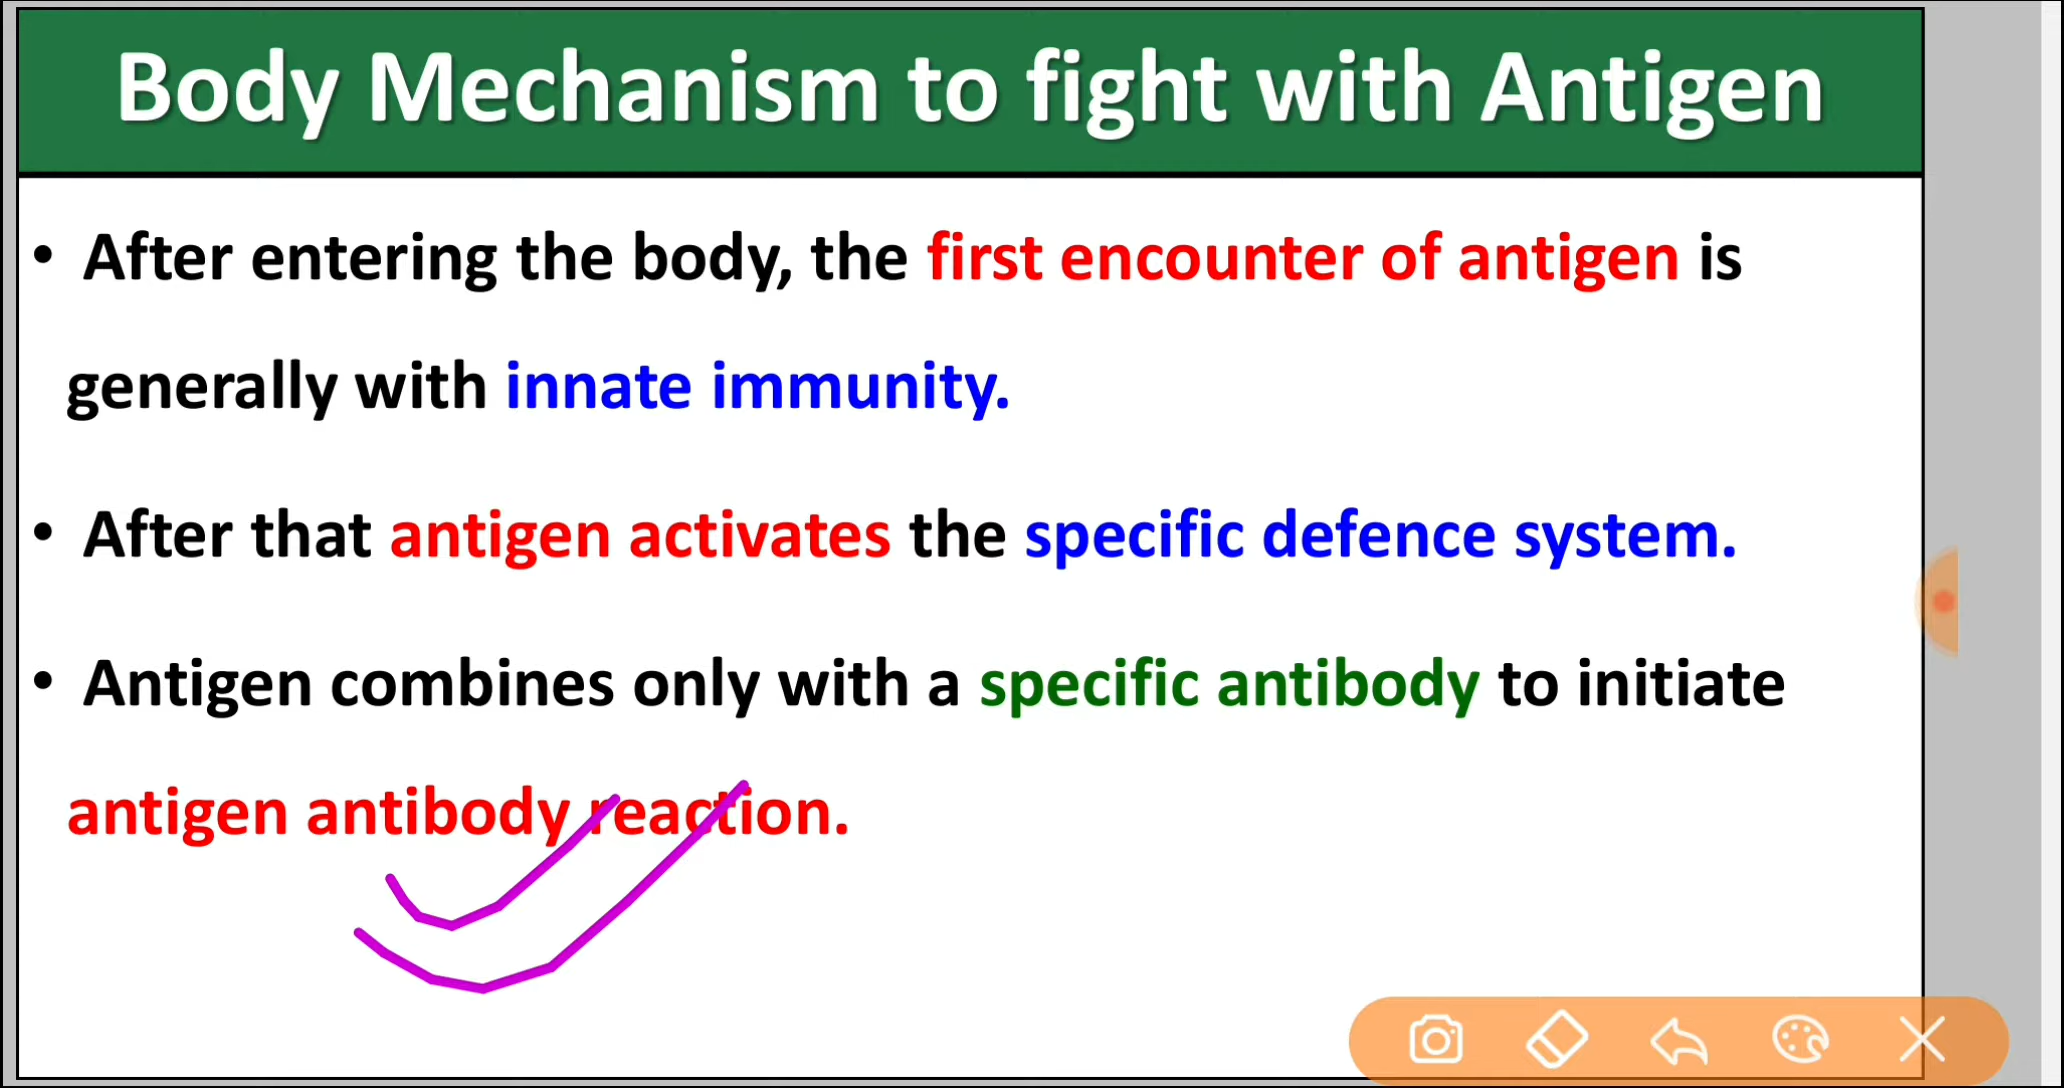 Body Mechanism to fight with Antigen
• After entering the body, the first encounter of antigen is
generally with innate immunity.
• After that antigen activates the specific defence system.
• Antigen combines only with a specific antibody to initiate
antigen antibody reaction.